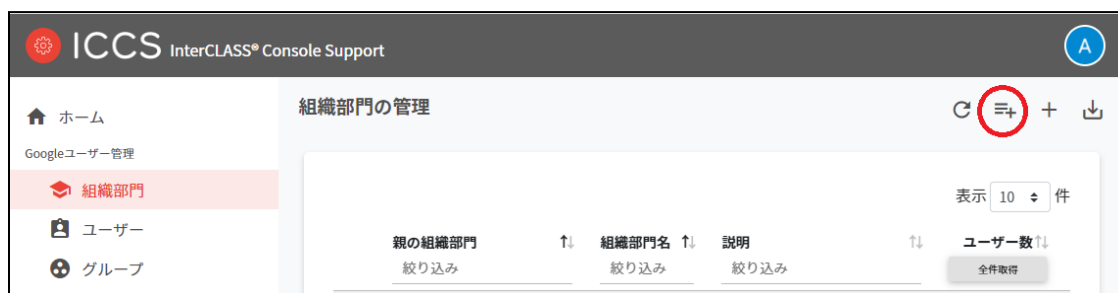 ICCS InterCLASS® Console Support
A
ホーム
組織部門の管理
Googleユーザー管理
組織部門
ユーザー
グループ
表示 10 件
親の組織部門 ↑↓ 組織部門名 ↑↓ 説明 ↑↓ ユーザー数↑↓
絞り込み 絞り込み 絞り込み 全件取得